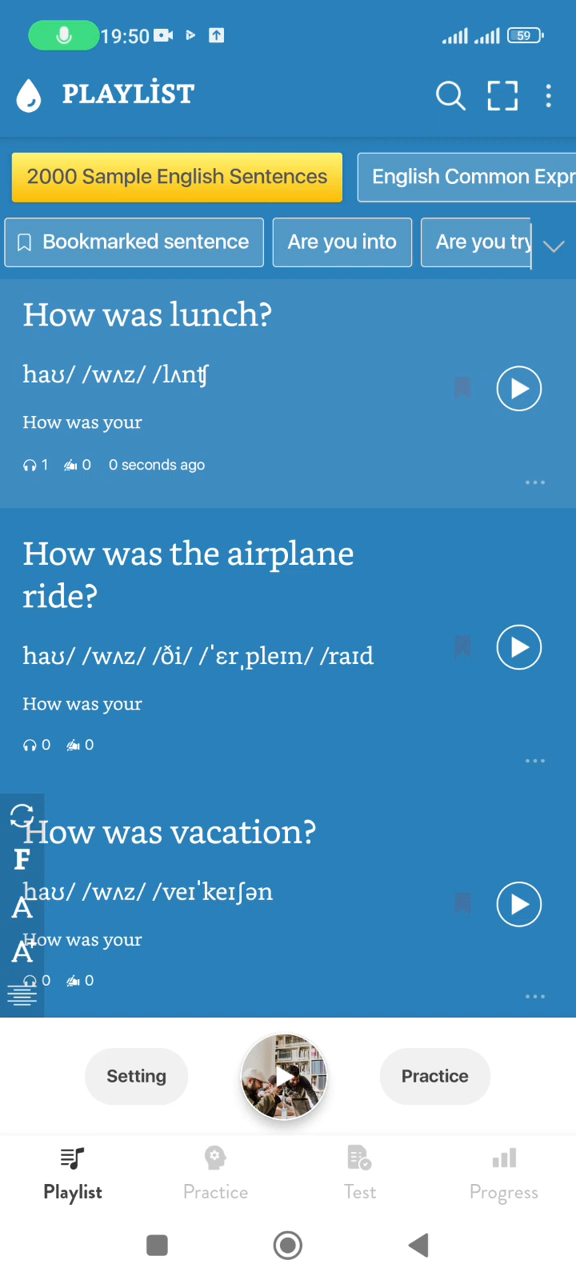 19:50
59
PLAYLİST
2000 Sample English Sentences
English Common Expr
Bookmarked sentence
Are you into
Are you try
How was lunch?
haʊ/ /wʌz/ /lʌnʧ
How was your
1 0 0 seconds ago
How was the airplane
ride?
haʊ/ /wʌz/ /ði/ /ˈɛrˌpleɪn/ /raɪd
How was your
0 0
How was vacation?
F
haʊ/ /wʌz/ /veɪˈkeɪʃən
A
How was your
A+
0 0
Setting
Practice
Playlist
Practice
Test
Progress